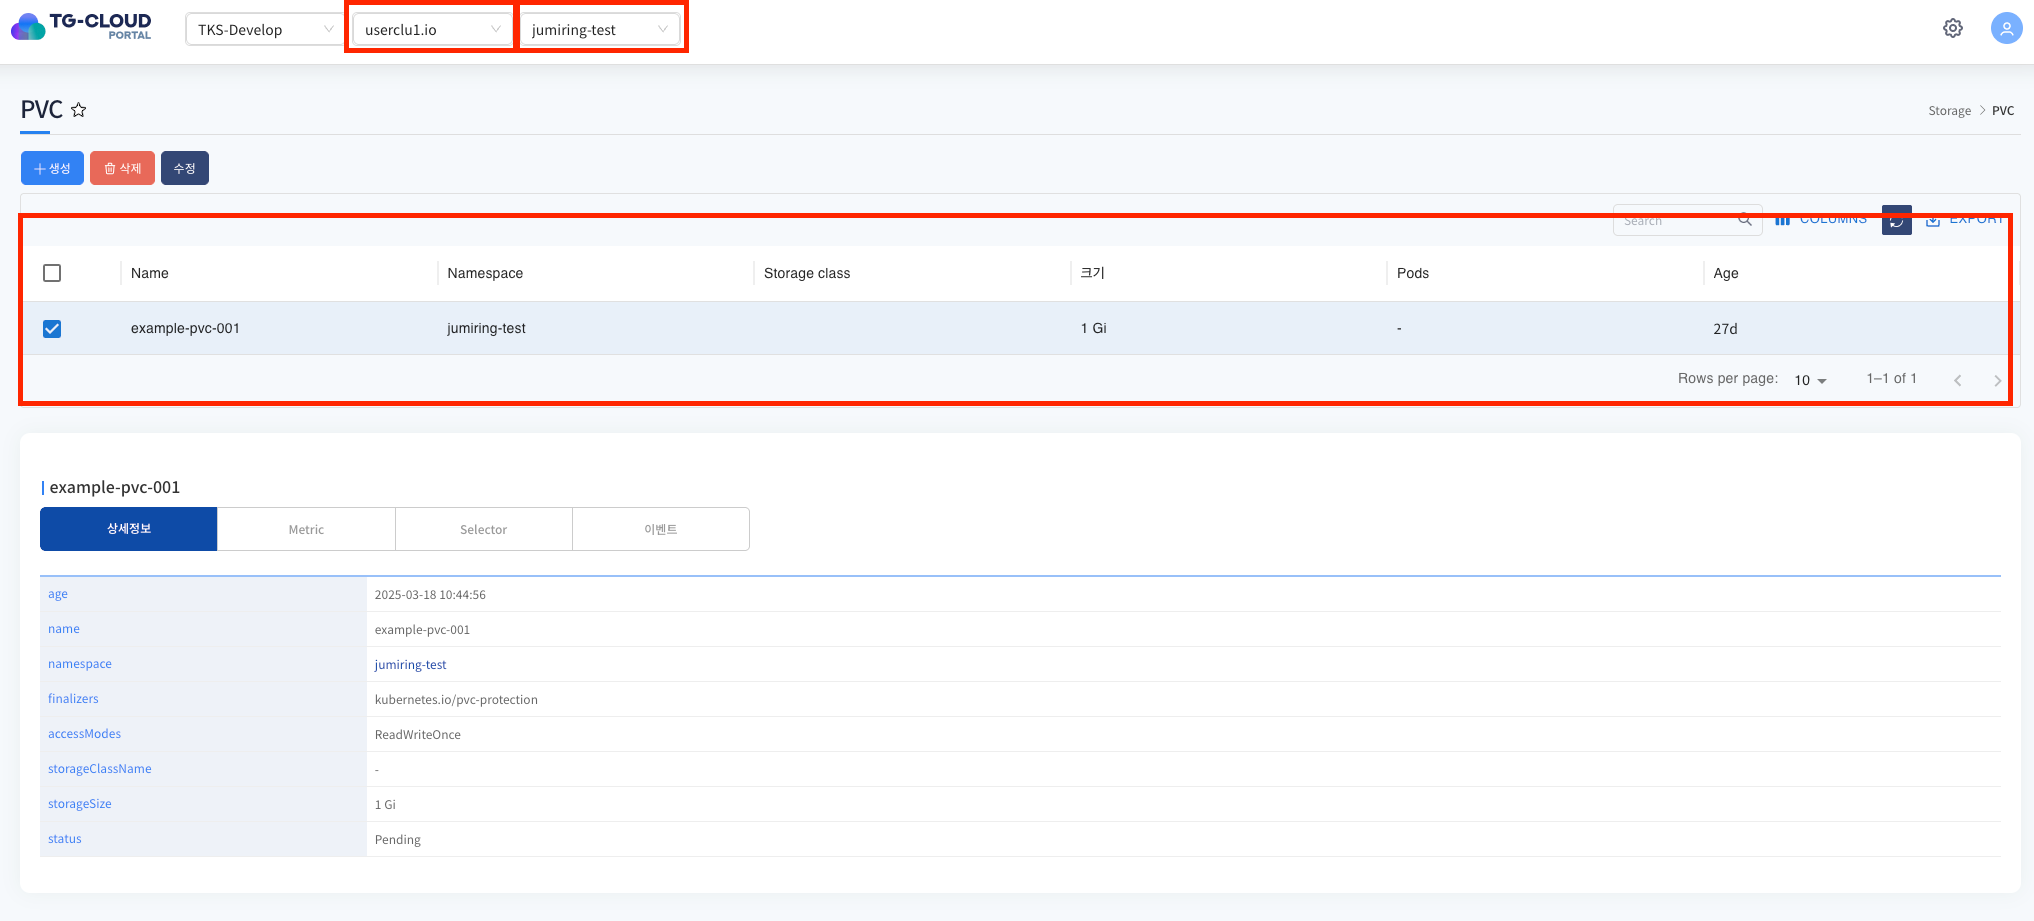 TG-CLOUD
PORTAL
TKS-Develop
userclu1.io
jumiring-test
PVC
Storage > PVC
생성
삭제
수정
Search
COLUMNS
EXPORT
Name Namespace Storage class 크기 Pods Age
example-pvc-001 jumiring-test 1 Gi - 27d
Rows per page: 10 1–1 of 1
example-pvc-001
상세정보 Metric Selector 이벤트
age 2025-03-18 10:44:56
name example-pvc-001
namespace jumiring-test
finalizers kubernetes.io/pvc-protection
accessModes ReadWriteOnce
storageClassName -
storageSize 1 Gi
status Pending